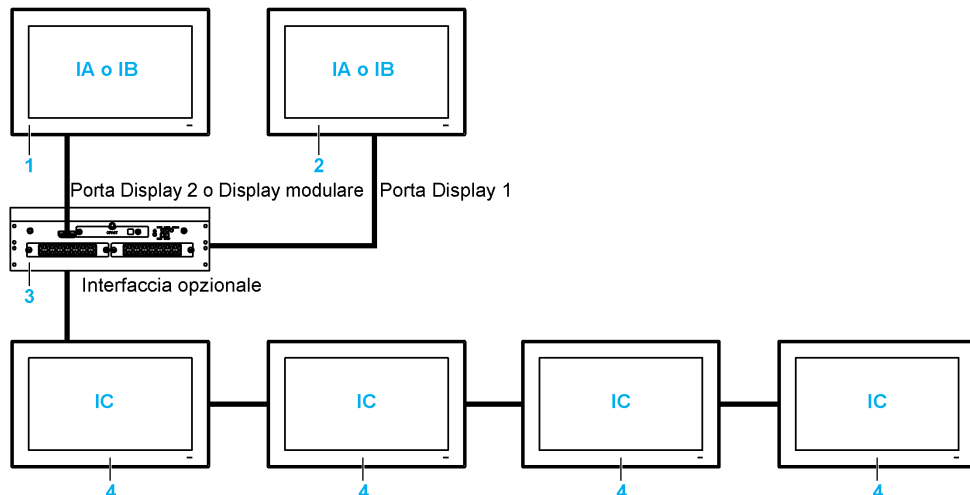 IA o IB
IA o IB
1
2
Porta Display 2 o Display modulare
Porta Display 1
3
Interfaccia opzionale
IC
IC
IC
IC
4
4
4
4